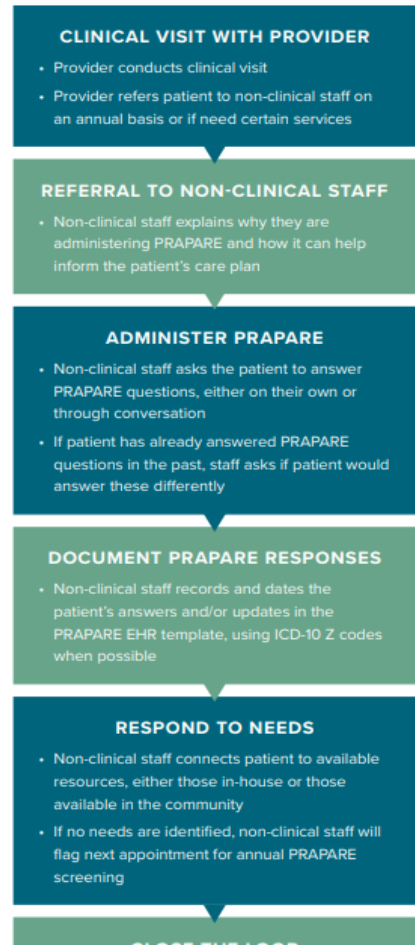 CLINICAL VISIT WITH PROVIDER
• Provider conducts clinical visit
• Provider refers patient to non-clinical staff on
an annual basis or if need certain services
REFERRAL TO NON-CLINICAL STAFF
• Non-clinical staff explains why they are
administering PRAPARE and how it can help
inform the patient's care plan
ADMINISTER PRAPARE
• Non-clinical staff asks the patient to answer
PRAPARE questions, either on their own or
through conversation
• If patient has already answered PRAPARE
questions in the past, staff asks if patient would
answer these differently
DOCUMENT PRAPARE RESPONSES
• Non-clinical staff records and dates the
patient's answers and/or updates in the
PRAPARE EHR template, using ICD-10 Z codes
when possible
RESPOND TO NEEDS
• Non-clinical staff connects patient to available
resources, either those in-house or those
available in the community
• If no needs are identified, non-clinical staff will
flag next appointment for annual PRAPARE
screening
CLOSE THE LOOP